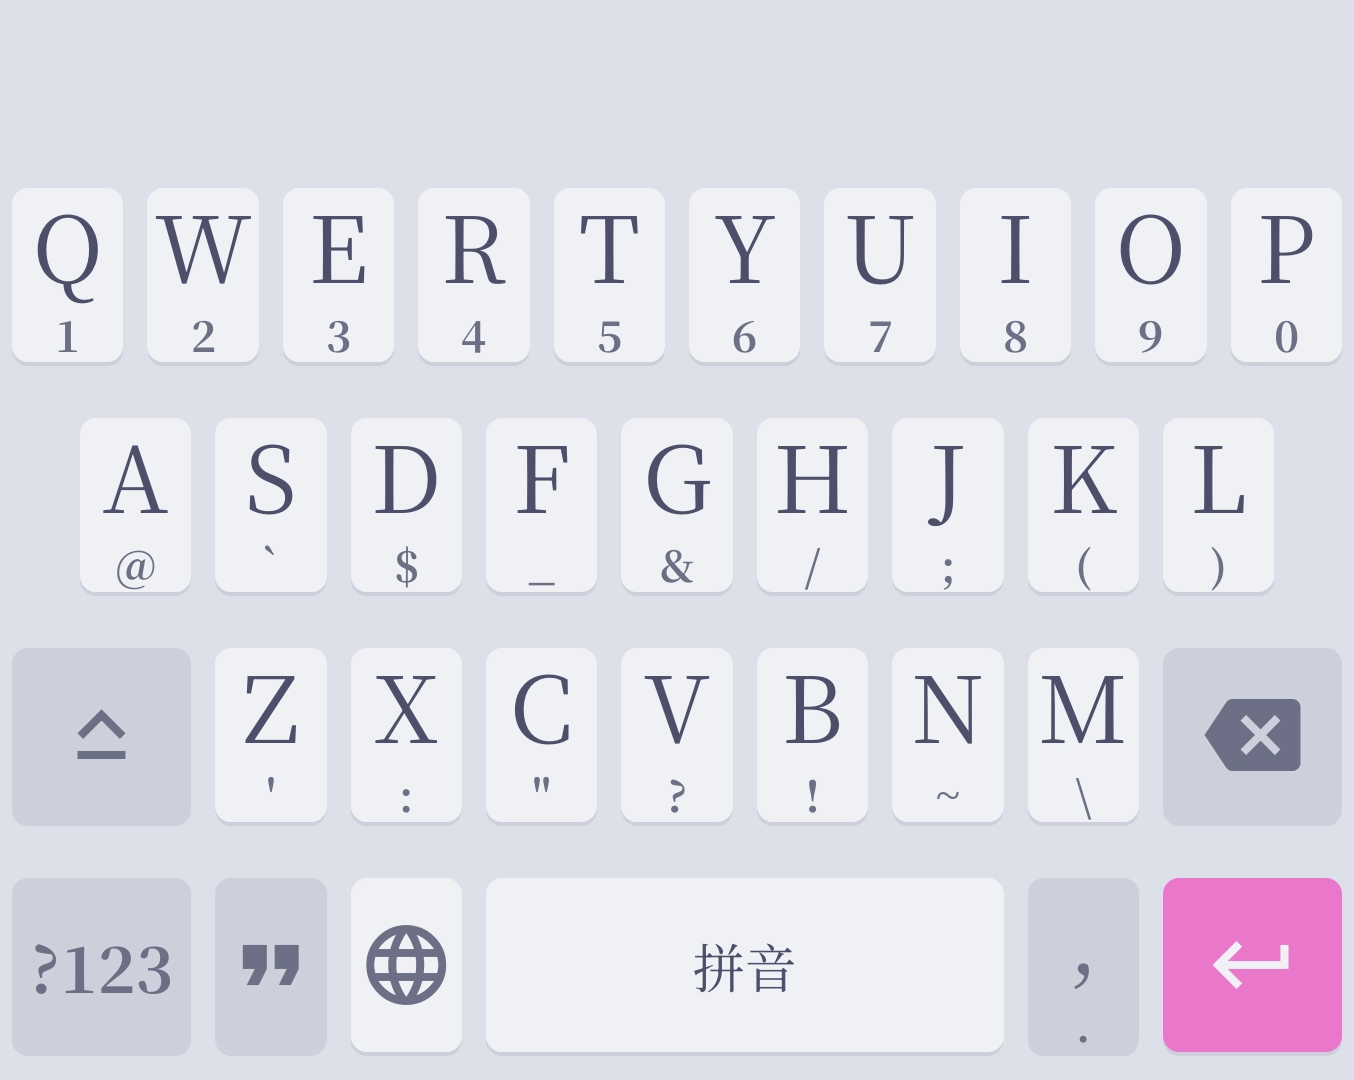 Q W E R T Y U I O P
1 2 3 4 5 6 7 8 9 0
A S D F G H J K L
@ ` $ _ & / ; ( )
Z X C V B N M
' : " ? ! ~ \
?123 ❞ 拼音 ,
.